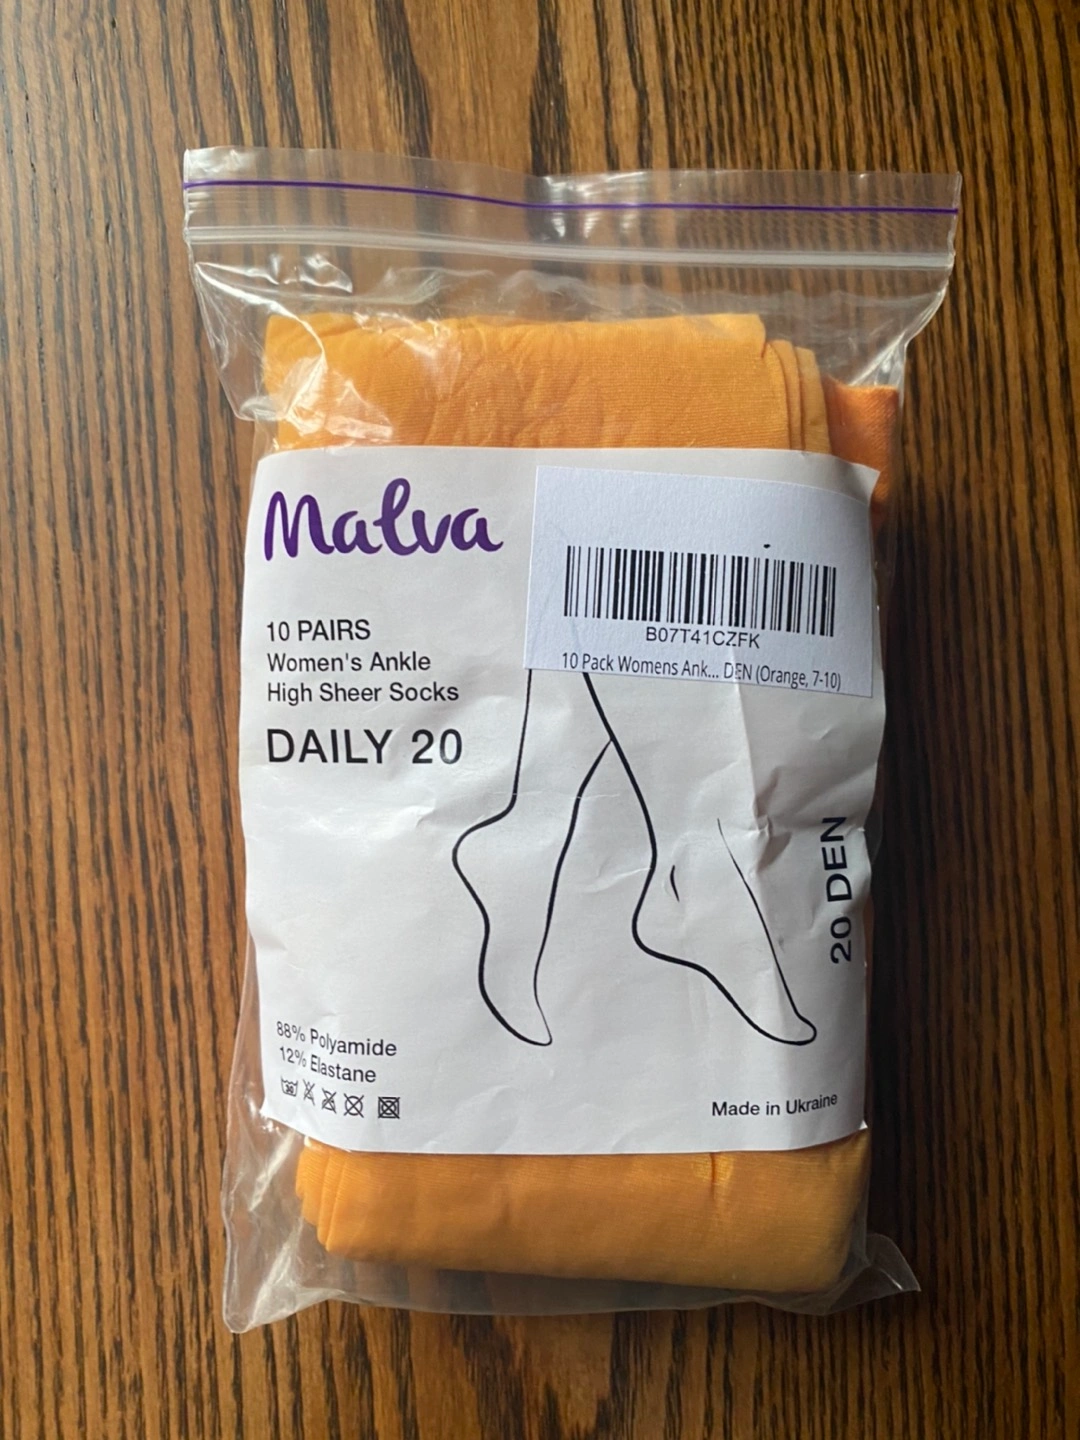 Malva
10 PAIRS
Women's Ankle
High Sheer Socks
DAILY 20
B07T41CZFK
10 Pack Womens Ank... DEN (Orange, 7-10)
20 DEN
88% Polyamide
12% Elastane
30
Made in Ukraine